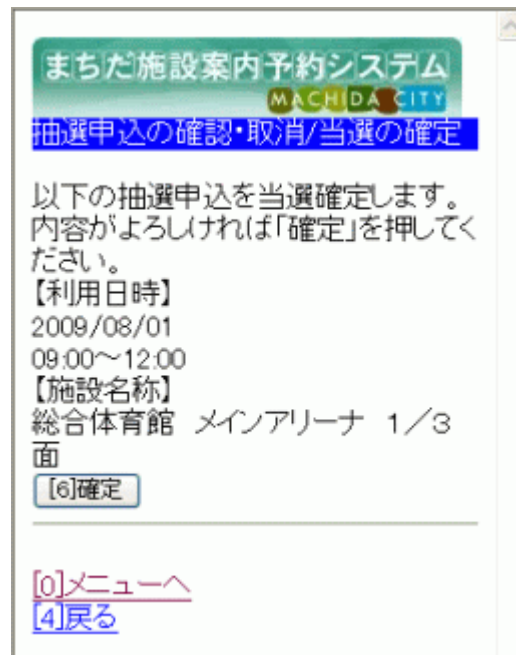 まちだ施設案内予約システム
MACHIDA CITY
抽選申込の確認・取消/当選の確定
以下の抽選申込を当選確定します。
内容がよろしければ「確定」を押してく
ださい。
【利用日時】
2009/08/01
09:00～12:00
【施設名称】
総合体育館　メインアリーナ　1／3
面
[6]確定
[0]メニューへ
[4]戻る